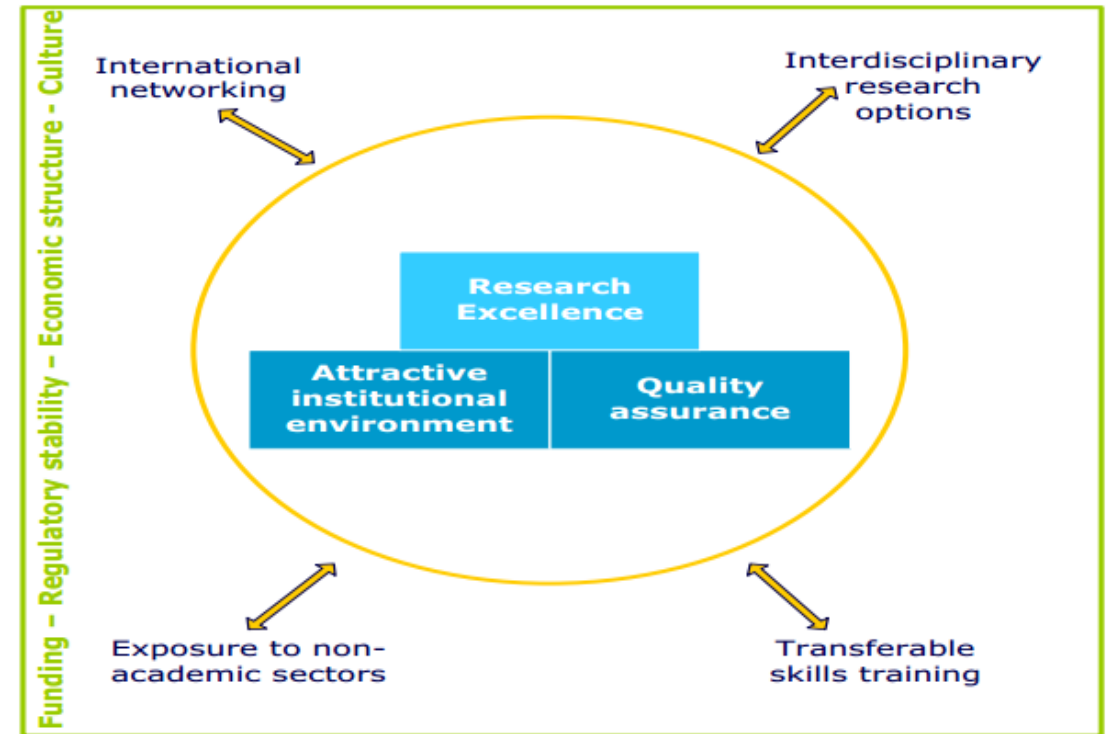 Funding – Regulatory stability – Economic structure - Culture
International
networking
Interdisciplinary
research
options
Research
Excellence
Attractive
institutional
environment
Quality
assurance
Exposure to non-
academic sectors
Transferable
skills training